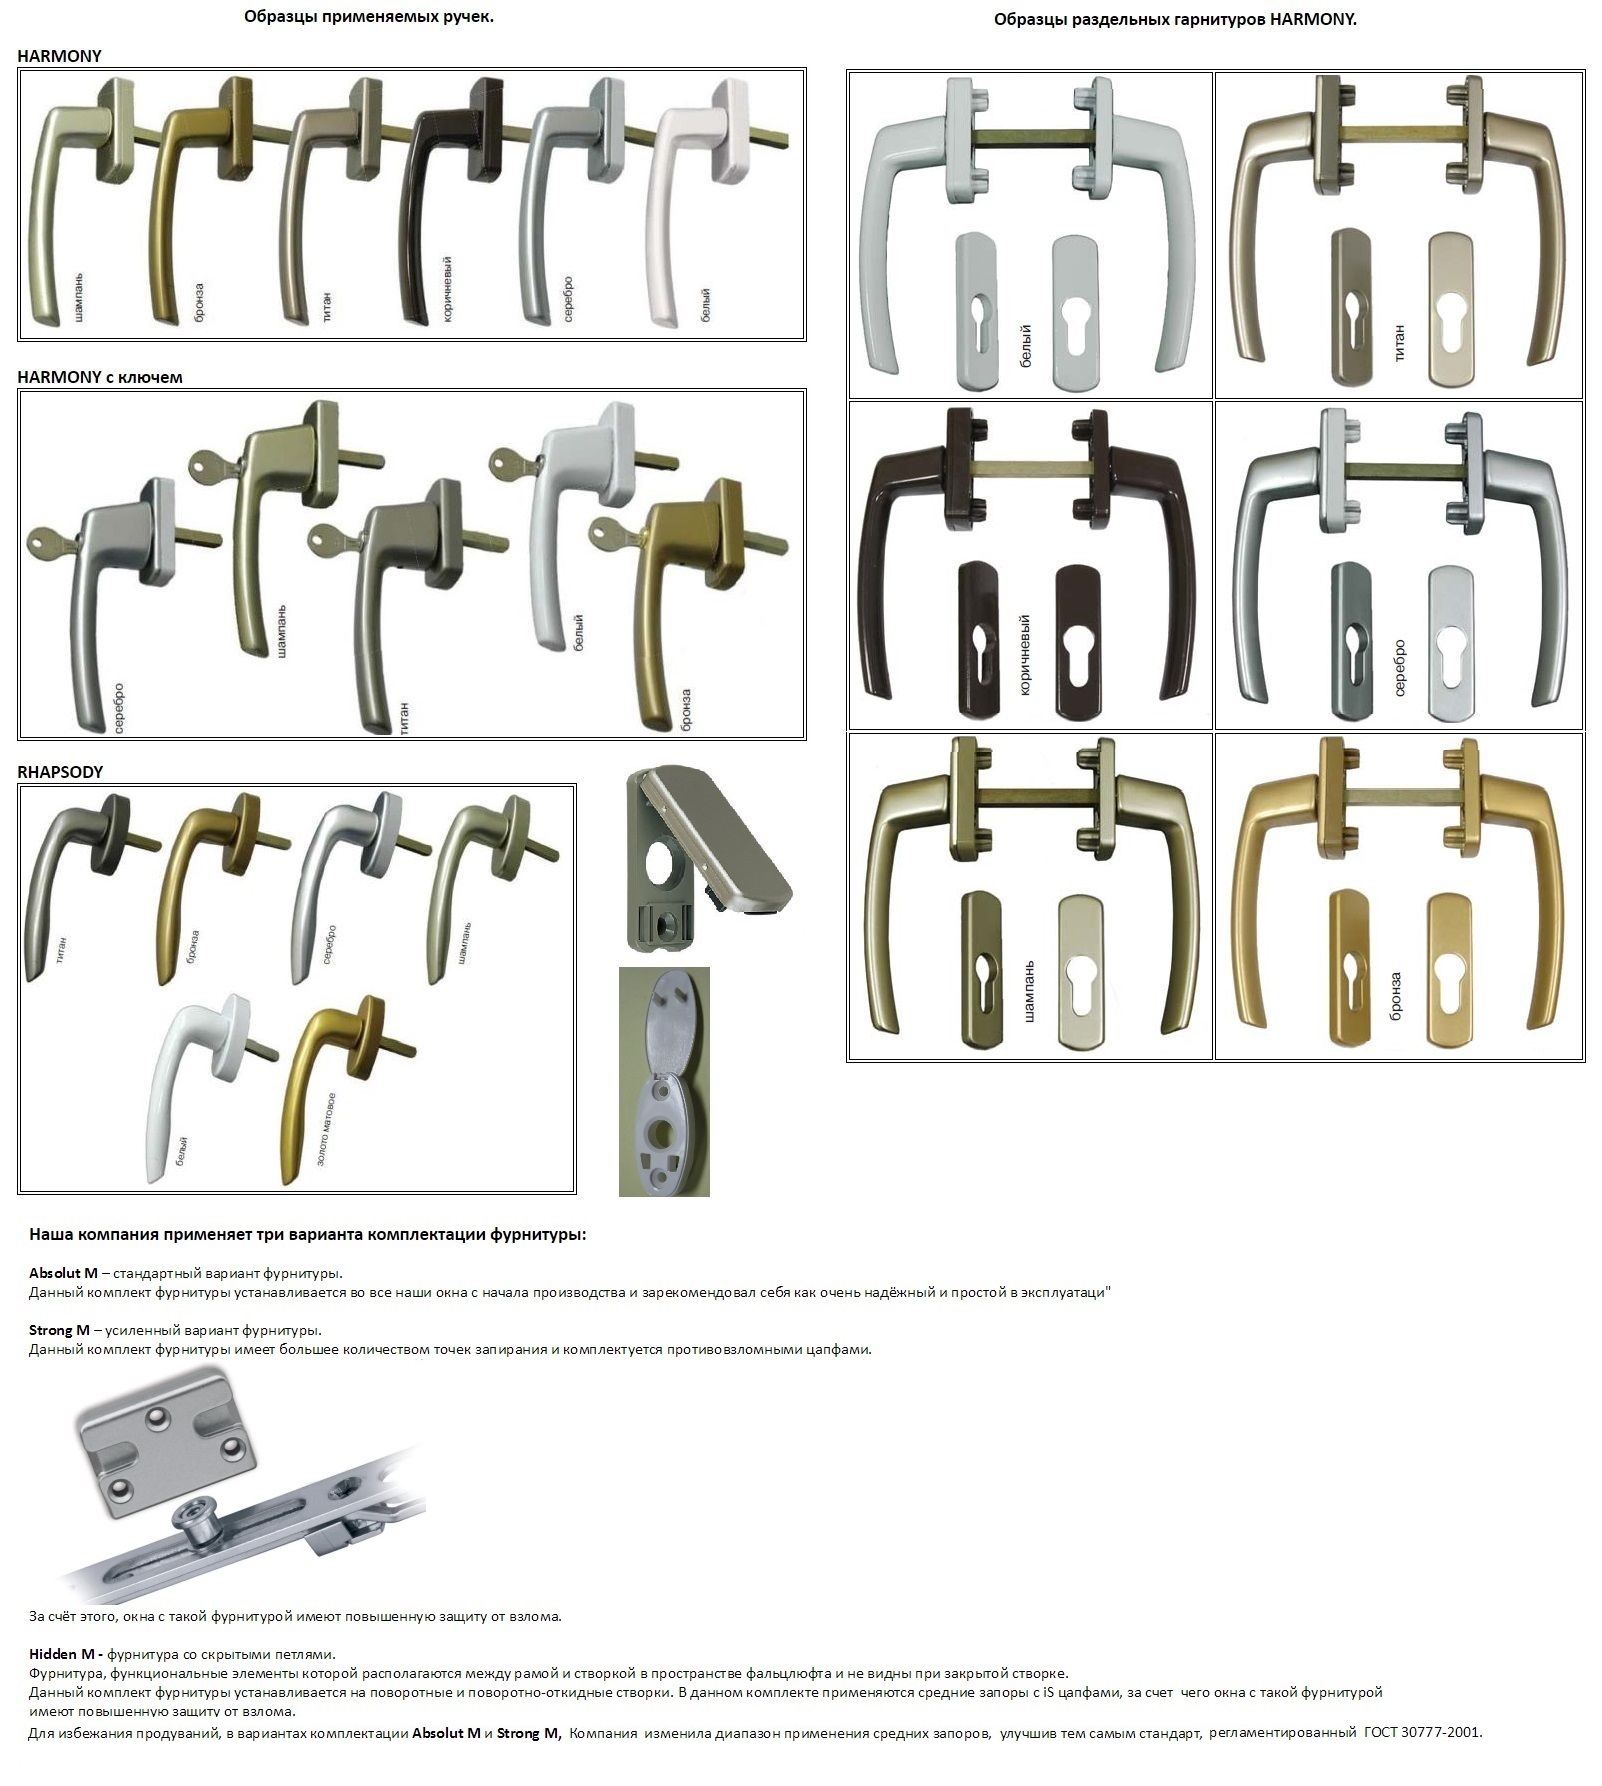 Образцы применяемых ручек.
HARMONY
шампань
бронза
титан
коричневый
серебро
белый
HARMONY с ключем
серебро
шампань
титан
белый
бронза
RHAPSODY
титан
бронза
серебро
шампань
белый
золото матовое
Образцы раздельных гарнитуров HARMONY.
белый
титан
коричневый
серебро
шампань
бронза
Наша компания применяет три варианта комплектации фурнитуры:
Absolut M – стандартный вариант фурнитуры.
Данный комплект фурнитуры устанавливается во все наши окна с начала производства и зарекомендовал себя как очень надёжный и простой в эксплуатаци"
Strong M – усиленный вариант фурнитуры.
Данный комплект фурнитуры имеет большее количеством точек запирания и комплектуется противовзломными цапфами.
За счёт этого, окна с такой фурнитурой имеют повышенную защиту от взлома.
Hidden M - фурнитура со скрытыми петлями.
Фурнитура, функциональные элементы которой располагаются между рамой и створкой в пространстве фальцлюфта и не видны при закрытой створке.
Данный комплект фурнитуры устанавливается на поворотные и поворотно-откидные створки. В данном комплекте применяются средние запоры с iS цапфами, за счет чего окна с такой фурнитурой
имеют повышенную защиту от взлома.
Для избежания продуваний, в вариантах комплектации Absolut M и Strong M, Компания изменила диапазон применения средних запоров, улучшив тем самым стандарт, регламентированный ГОСТ 30777-2001.